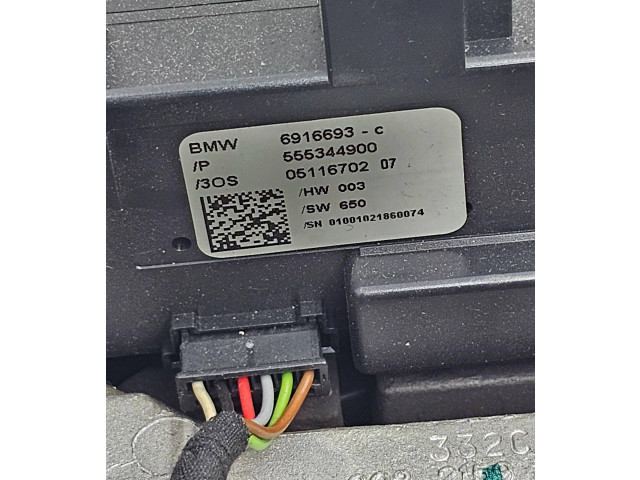 BMW 6916693 - c
/P 555344900
/3OS 05116702 07
/HW 003
/SW 650
/SN 01001021860074
332C